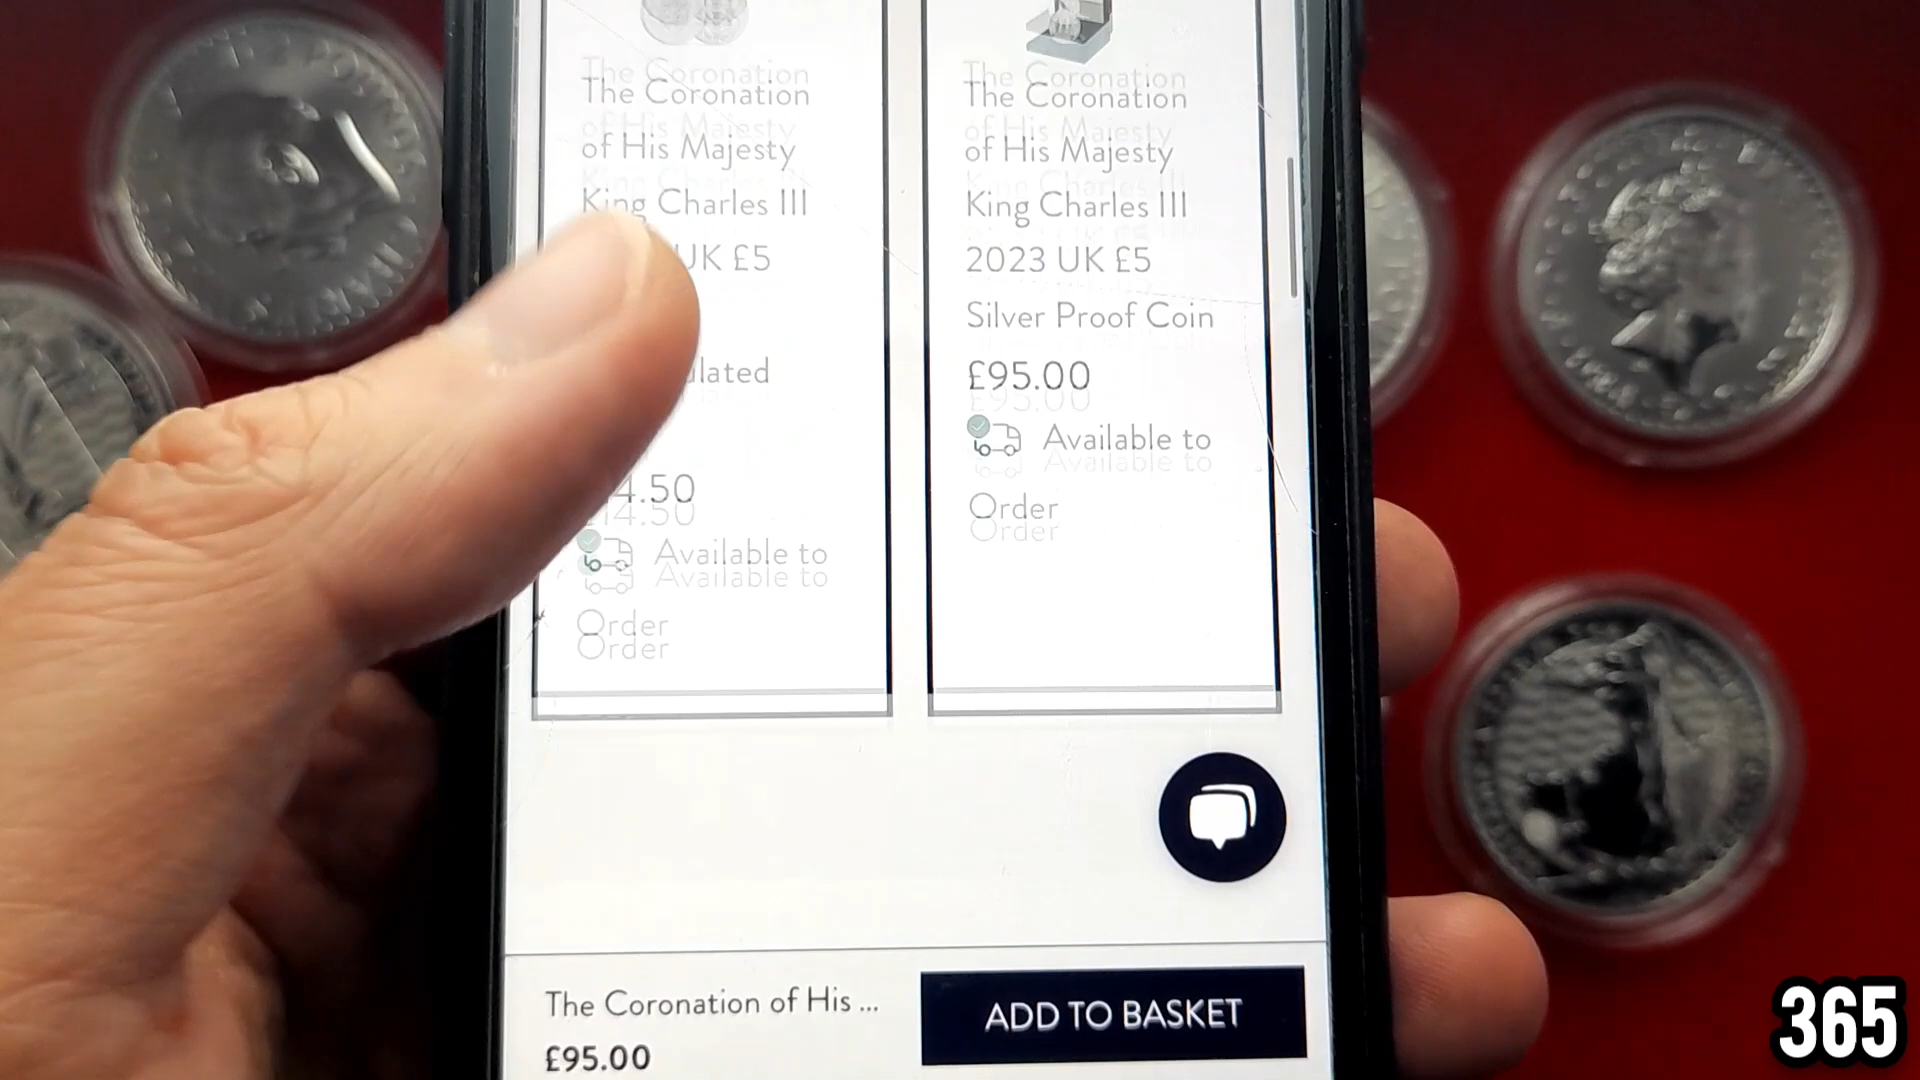 The Coronation
of His Majesty
King Charles III
UK £5
4.50
Available to
Order
The Coronation
of His Majesty
King Charles III
2023 UK £5
Silver Proof Coin
£95.00
Available to
Order
The Coronation of His ...
£95.00
ADD TO BASKET
365